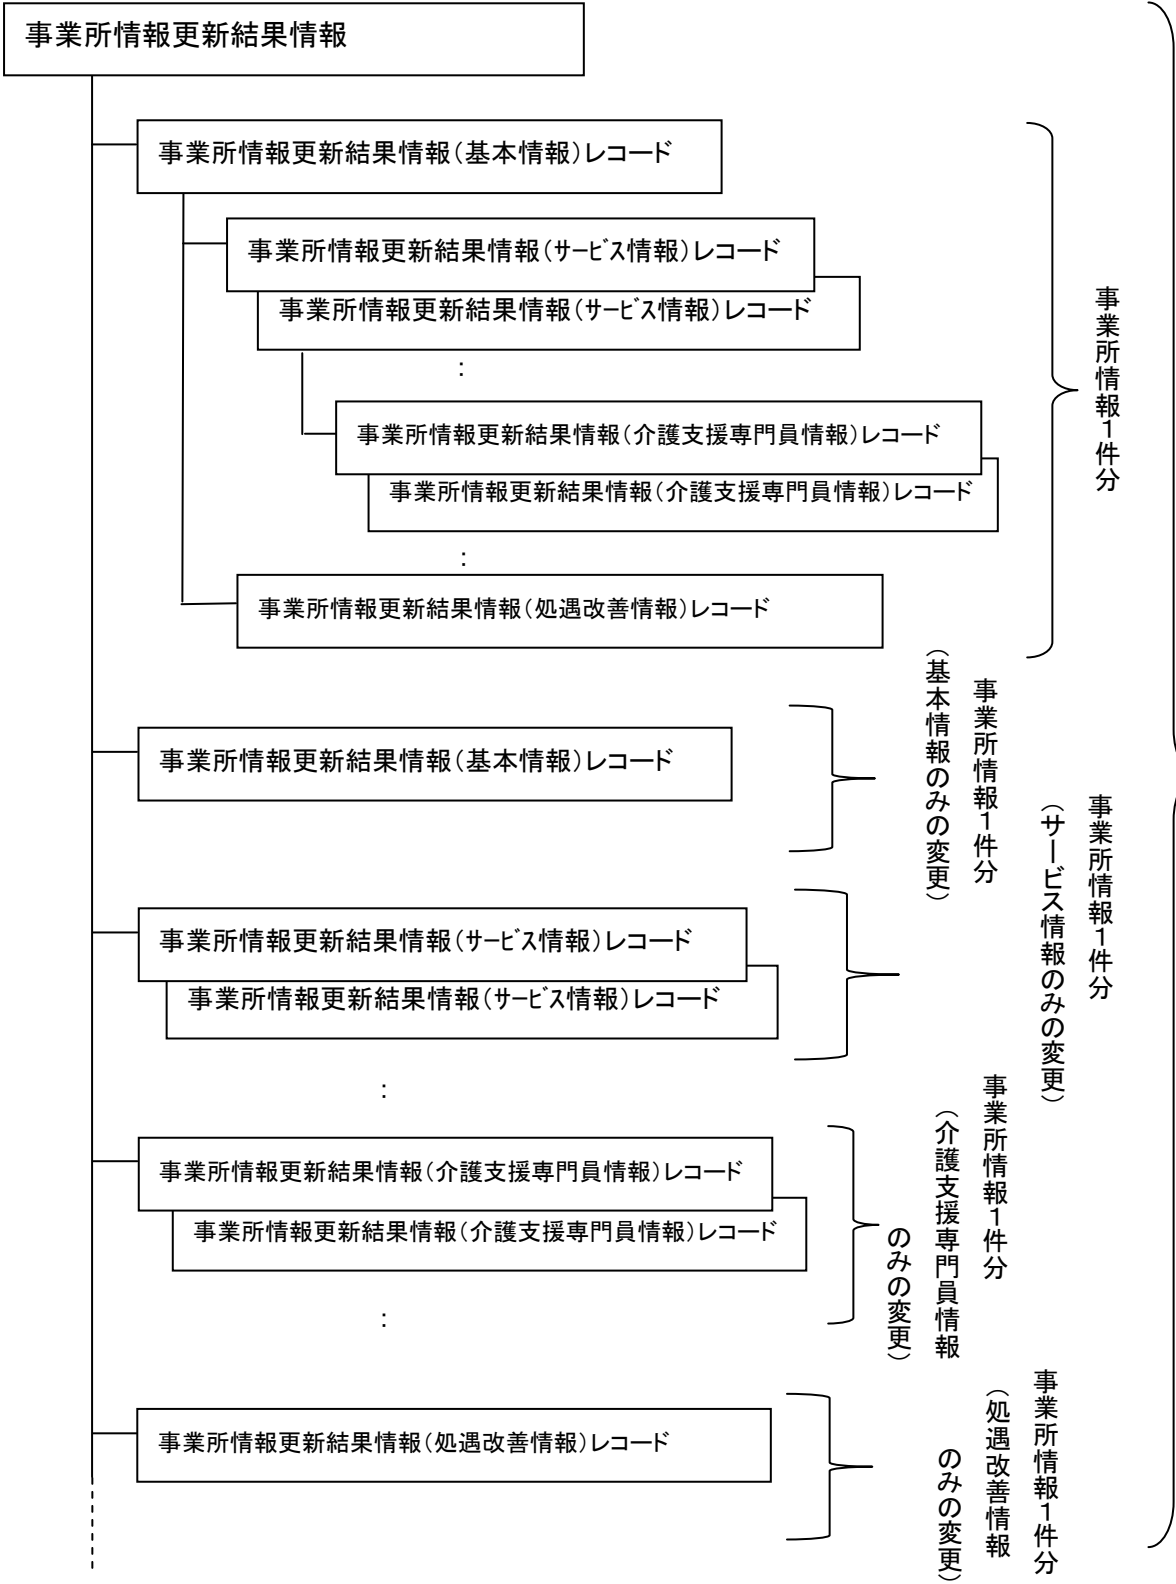 事業所情報更新結果情報
事業所情報更新結果情報（基本情報）レコード
事業所情報更新結果情報（ｻｰﾋﾞｽ情報）レコード
事業所情報更新結果情報（ｻｰﾋﾞｽ情報）レコード
：
事業所情報更新結果情報（介護支援専門員情報）レコード
事業所情報更新結果情報（介護支援専門員情報）レコード
：
事業所情報更新結果情報（処遇改善情報）レコード
事業所情報１件分
事業所情報更新結果情報（基本情報）レコード
事業所情報１件分
（基本情報のみの変更）
事業所情報更新結果情報（ｻｰﾋﾞｽ情報）レコード
事業所情報更新結果情報（ｻｰﾋﾞｽ情報）レコード
：
事業所情報１件分
（サービス情報のみの変更）
事業所情報更新結果情報（介護支援専門員情報）レコード
事業所情報更新結果情報（介護支援専門員情報）レコード
：
事業所情報１件分
（介護支援専門員情報
のみの変更）
事業所情報更新結果情報（処遇改善情報）レコード
事業所情報１件分
（処遇改善情報
のみの変更）